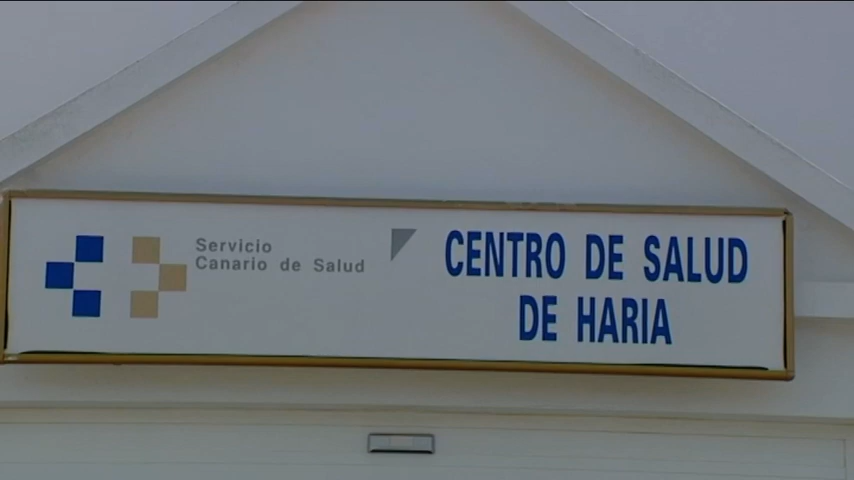 Servicio
Canario de Salud
CENTRO DE SALUD
DE HARIA